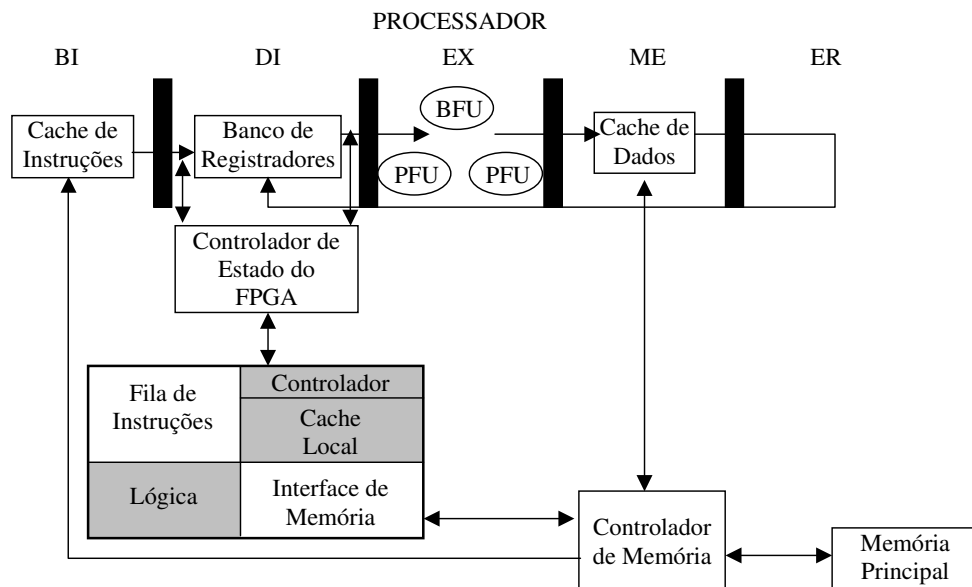 PROCESSADOR
BI DI EX ME ER
Cache de
Instruções
Banco de
Registradores
BFU
PFU PFU
Cache de
Dados
Controlador de
Estado do
FPGA
Fila de
Instruções
Controlador
Cache
Local
Lógica
Interface de
Memória
Controlador
de Memória
Memória
Principal